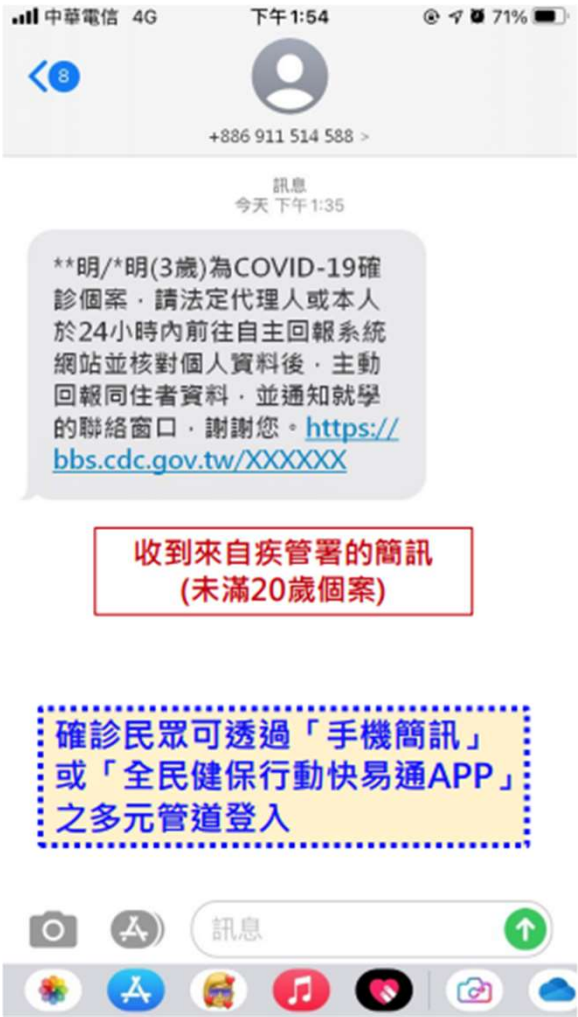 中華電信 4G 下午1:54 71%
8
+886 911 514 588 >
訊息
今天 下午1:35
**明/*明(3歲)為COVID-19確
診個案，請法定代理人或本人
於24小時內前往自主回報系統
網站並核對個人資料後，主動
回報同住者資料，並通知就學
的聯絡窗口，謝謝您。https://
bbs.cdc.gov.tw/XXXXXX
收到來自疾管署的簡訊
(未滿20歲個案)
確診民眾可透過「手機簡訊」
或「全民健保行動快易通APP」
之多元管道登入
訊息